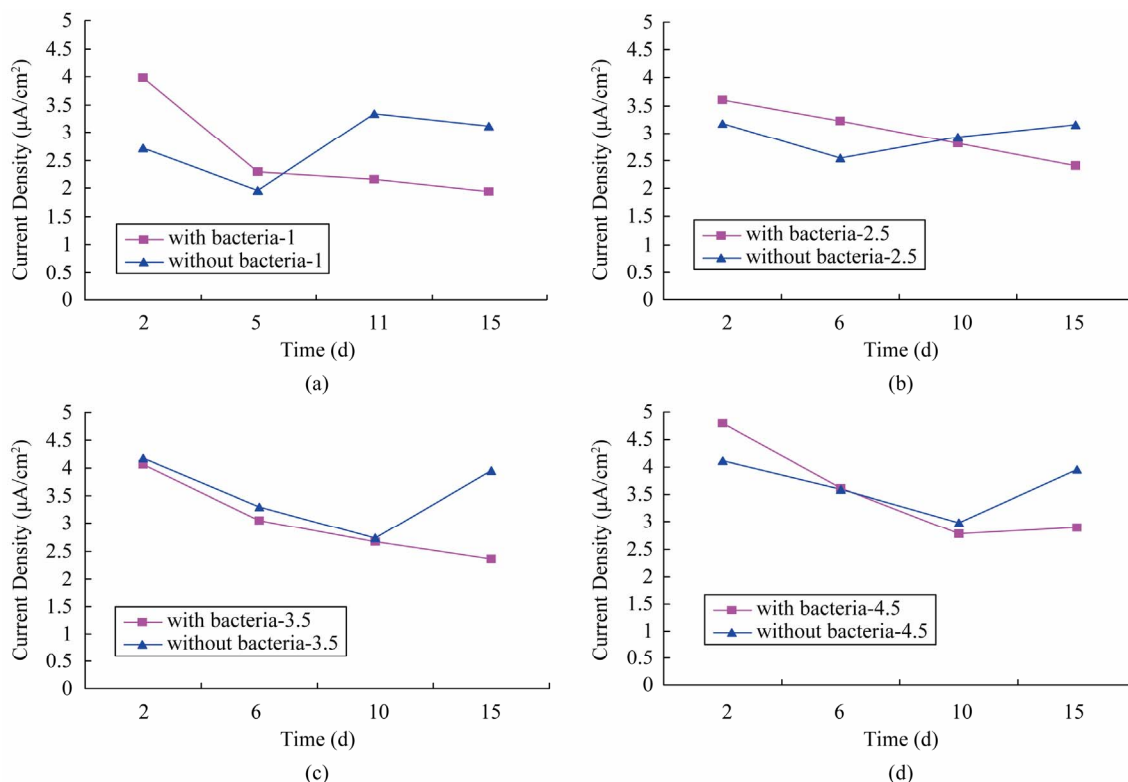 5
4.5
4
3.5
3
2.5
2
1.5
1
0.5
0
Current Density (μA/cm²)
with bacteria-1
without bacteria-1
2 5 11 15
Time (d)
(a)
5
4.5
4
3.5
3
2.5
2
1.5
1
0.5
0
Current Density (μA/cm²)
with bacteria-2.5
without bacteria-2.5
2 6 10 15
Time (d)
(b)
5
4.5
4
3.5
3
2.5
2
1.5
1
0.5
0
Current Density (μA/cm²)
with bacteria-3.5
without bacteria-3.5
2 6 10 15
Time (d)
(c)
5
4.5
4
3.5
3
2.5
2
1.5
1
0.5
0
Current Density (μA/cm²)
with bacteria-4.5
without bacteria-4.5
2 6 10 15
Time (d)
(d)